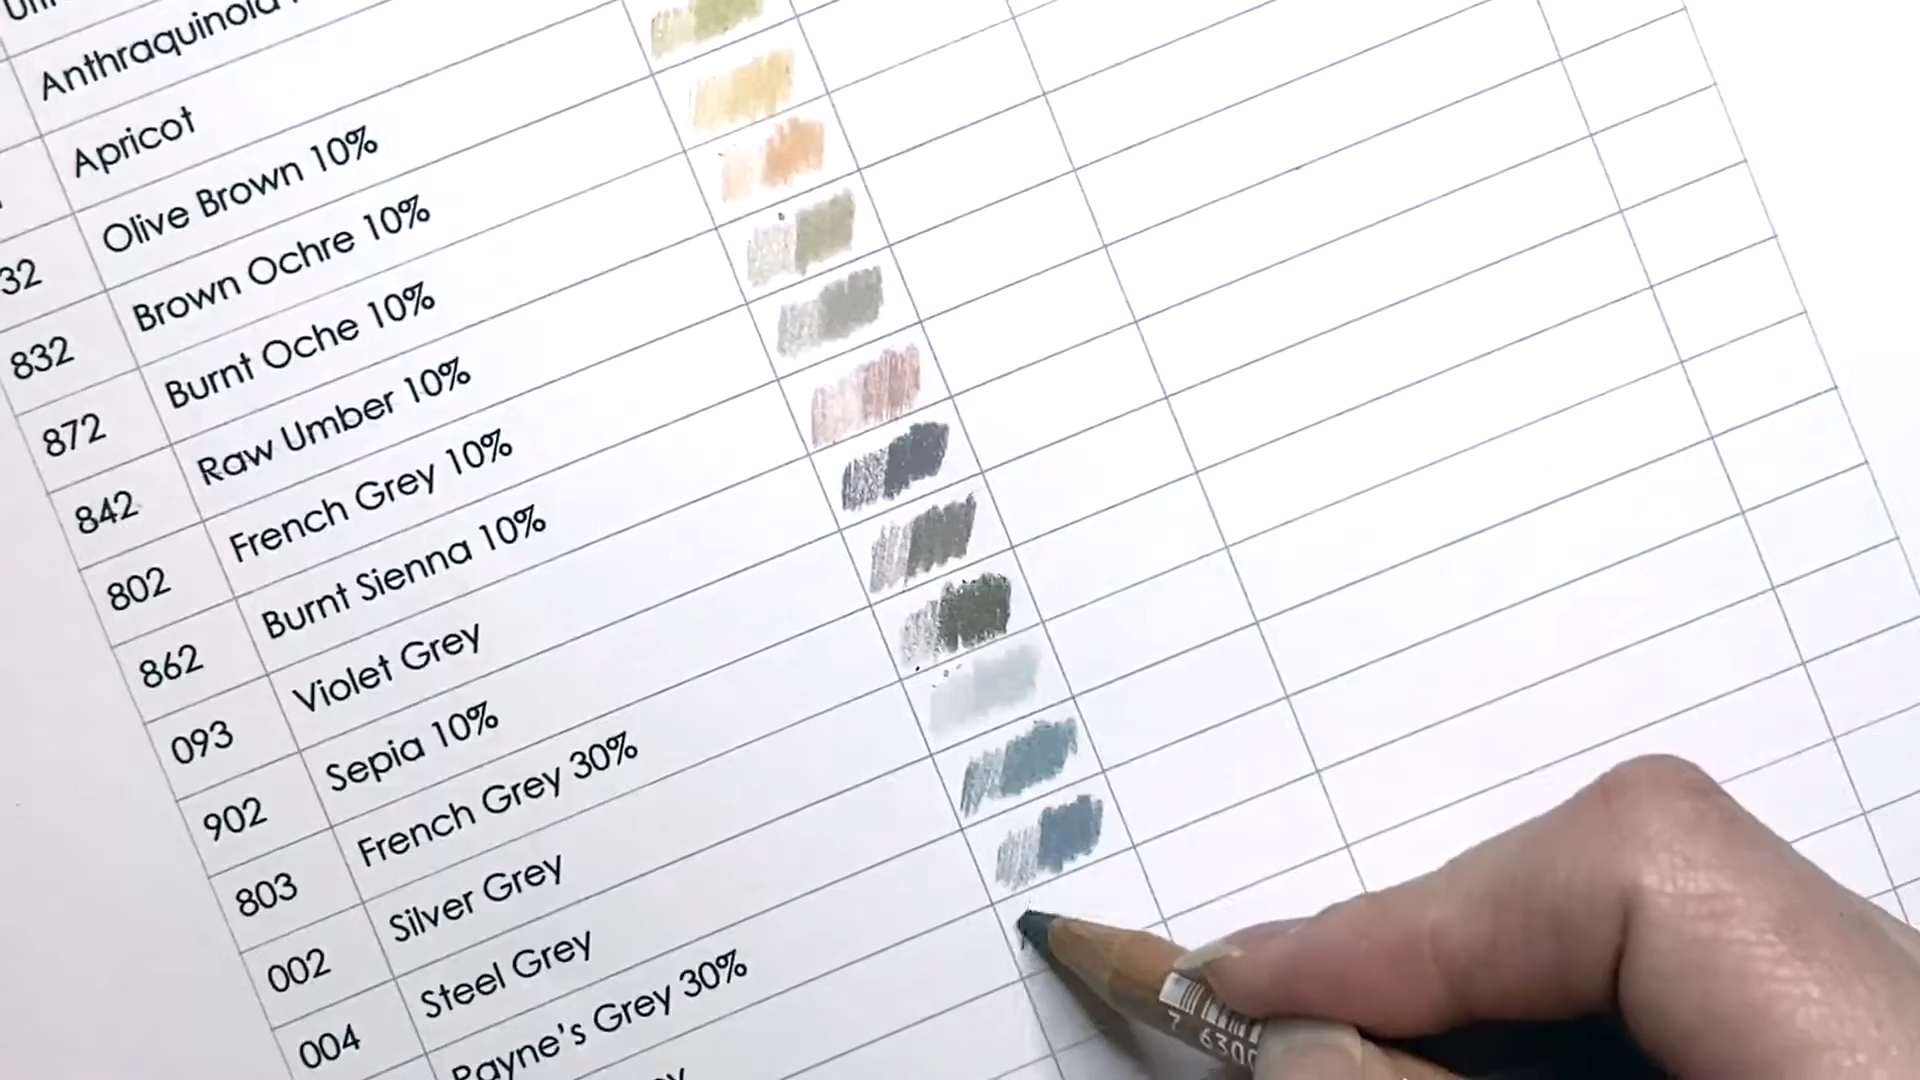 Anthraquinoid
Apricot
32 Olive Brown 10%
832 Brown Ochre 10%
872 Burnt Oche 10%
842 Raw Umber 10%
802 French Grey 10%
862 Burnt Sienna 10%
093 Violet Grey
902 Sepia 10%
803 French Grey 30%
002 Silver Grey
004 Steel Grey
Payne's Grey 30%
7 6300